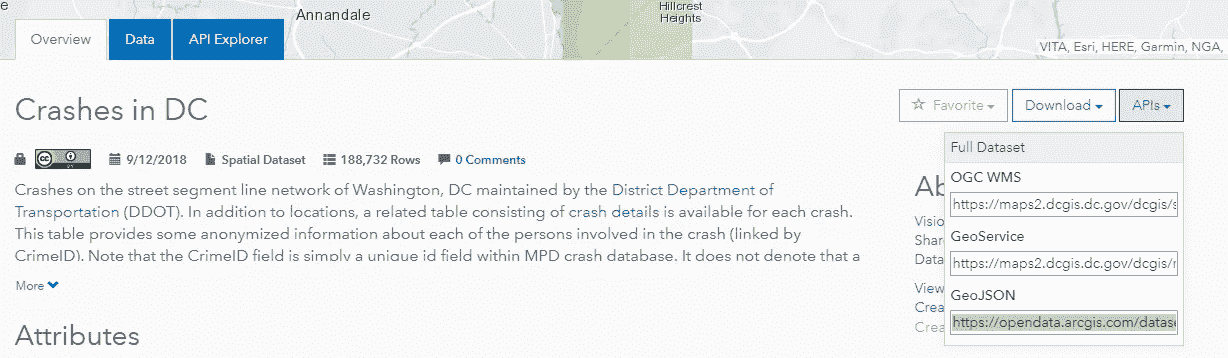 e
Annandale
Hillcrest
Heights
VITA, Esri, HERE, Garmin, NGA,
Overview
Data
API Explorer
Crashes in DC
Favorite
Download
APIs
cc
BY
9/12/2018
Spatial Dataset
188,732 Rows
0 Comments
Crashes on the street segment line network of Washington, DC maintained by the District Department of
Transportation (DDOT). In addition to locations, a related table consisting of crash details is available for each crash.
This table provides some anonymized information about each of the persons involved in the crash (linked by
CrimeID). Note that the CrimeID field is simply a unique id field within MPD crash database. It does not denote that a
More
Attributes
Ab
Visio
Share
Data
View
Crea
Crea
Full Dataset
OGC WMS
https://maps2.dcgis.dc.gov/dcgis/s
GeoService
https://maps2.dcgis.dc.gov/dcgis/r
GeoJSON
https://opendata.arcgis.com/datase